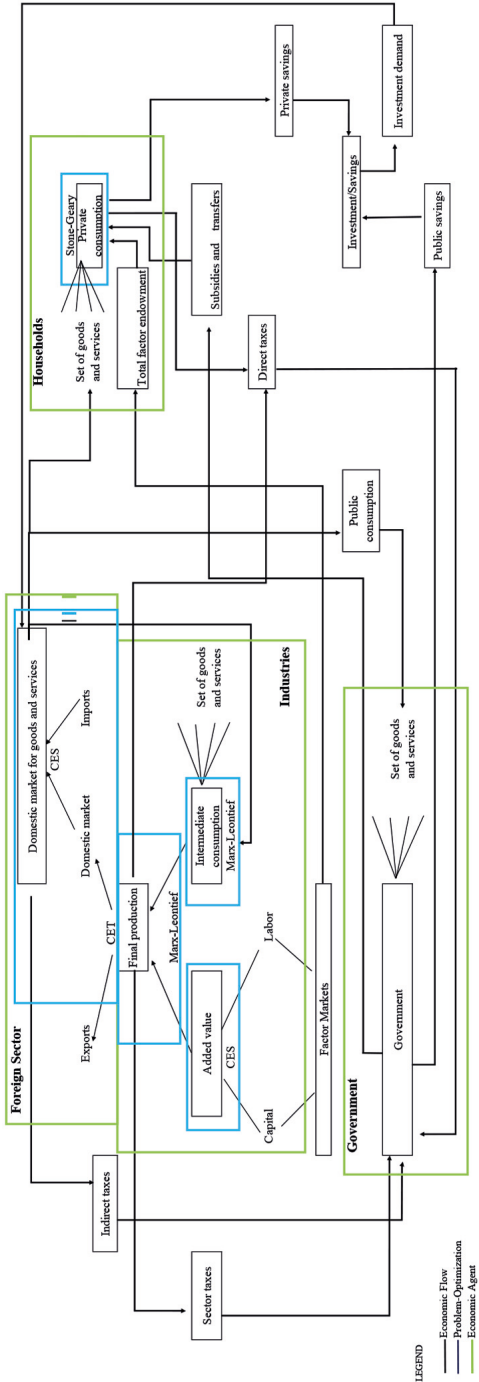 Foreign Sector
Domestic market for goods and services
CES
Exports
CET
Domestic market
Imports
Indirect taxes
Final production
Marx-Leontief
Sector taxes
Added value
CES
Intermediate
consumption
Marx-Leontief
Set of goods
and services
Capital
Labor
Industries
Factor Markets
Households
Set of goods
and services
Stone-Geary
Private
consumption
Total factor endowment
Subsidies and transfers
Direct taxes
Private savings
Investment/Savings
Investment demand
Public savings
Public
consumption
Government
Government
Set of goods
and services
LEGEND
Economic Flow
Problem-Optimization
Economic Agent